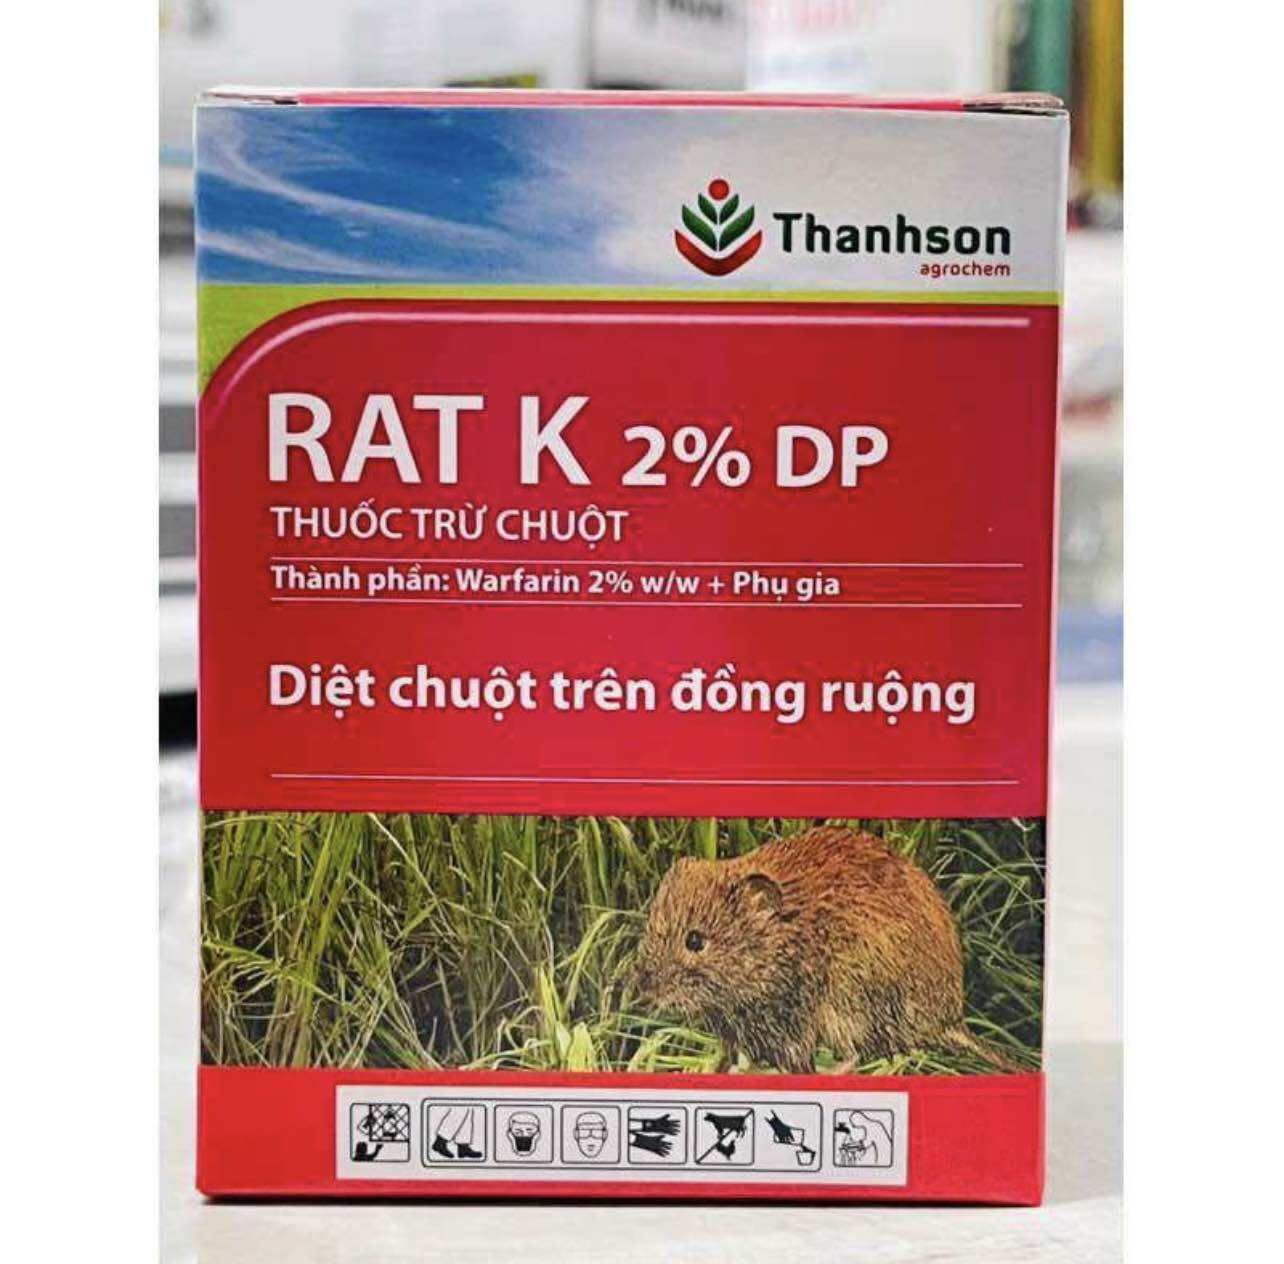 Thanhson
agrochem
RAT K 2% DP
THUỐC TRỪ CHUỘT
Thành phần: Warfarin 2% w/w + Phụ gia
Diệt chuột trên đồng ruộng